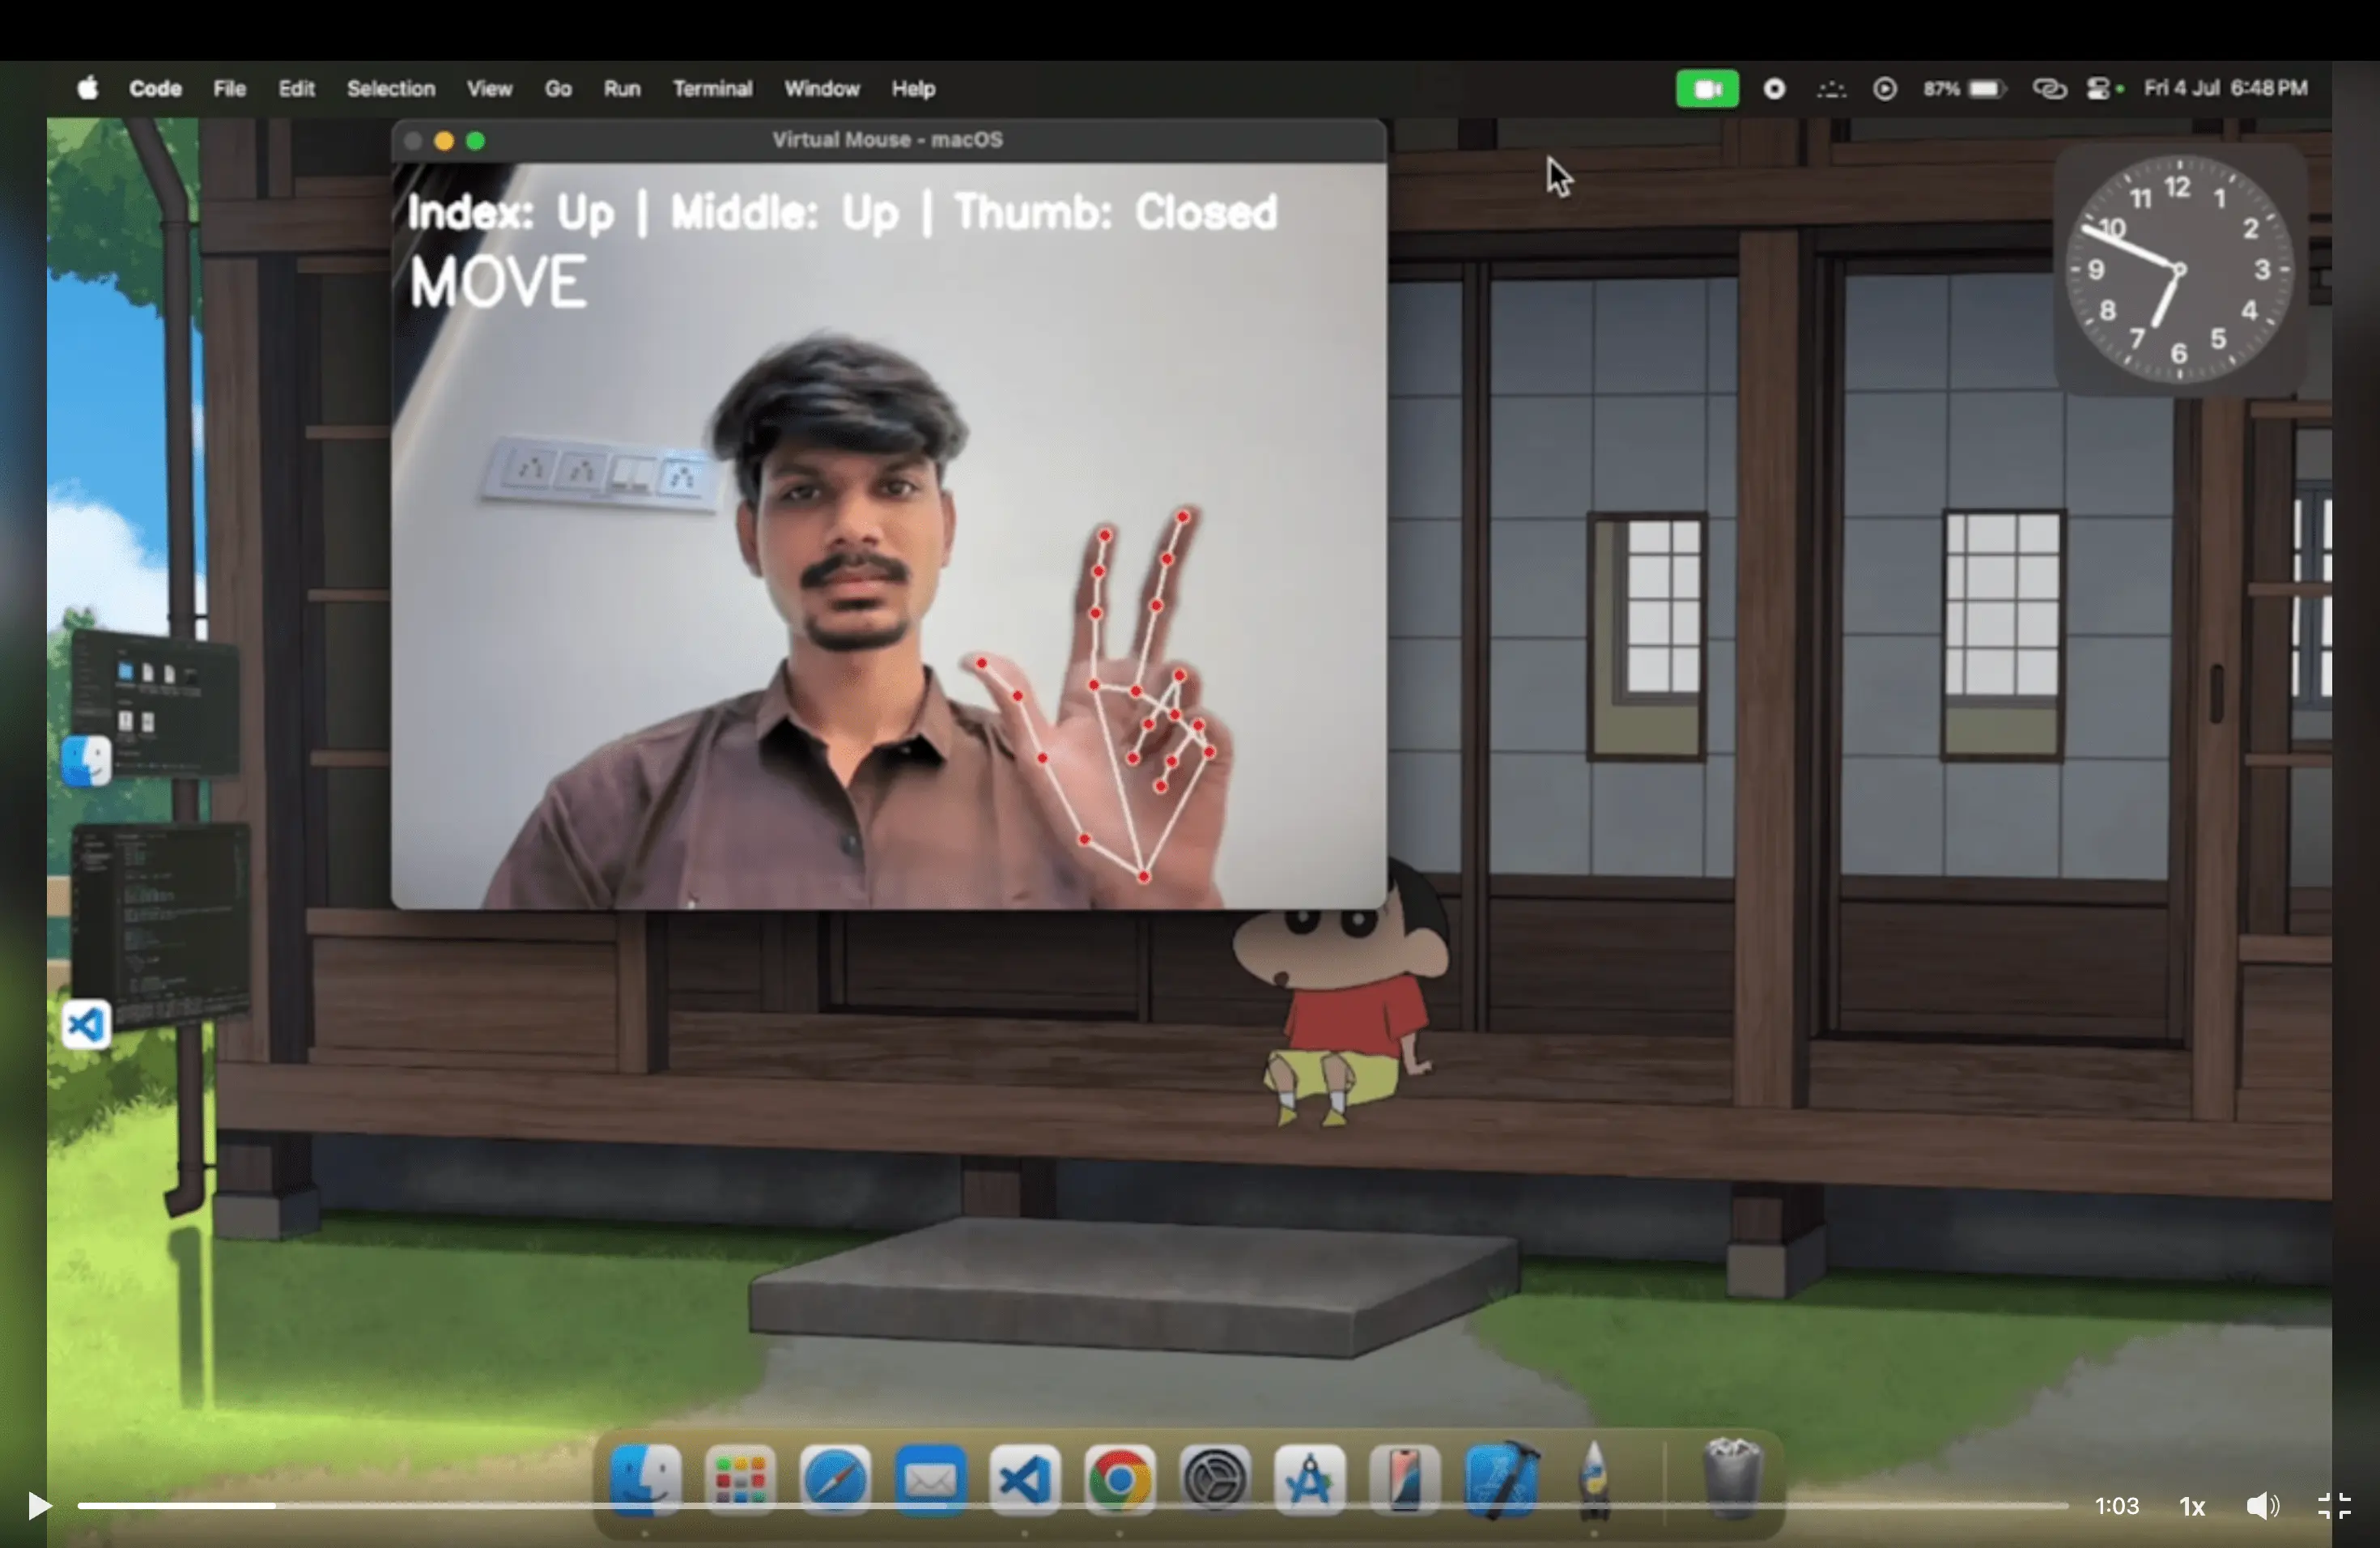 Code File Edit Selection View Go Run Terminal Window Help 87% Fri 4 Jul 6:48 PM
Virtual Mouse - macOS
Index: Up | Middle: Up | Thumb: Closed
MOVE
12
1
2
3
4
5
6
7
8
9
10
11
1:03 1x